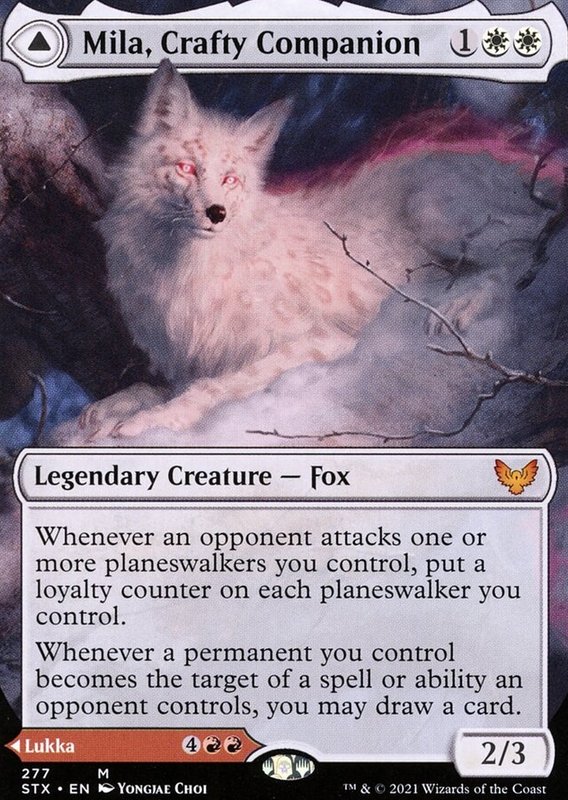 Mila, Crafty Companion 1
Legendary Creature — Fox
Whenever an opponent attacks one or
more planeswalkers you control, put a
loyalty counter on each planeswalker you
control.
Whenever a permanent you control
becomes the target of a spell or ability an
opponent controls, you may draw a card.
Lukka 4
2/3
277 M
STX • EN Yongjae Choi
™ & © 2021 Wizards of the Coast